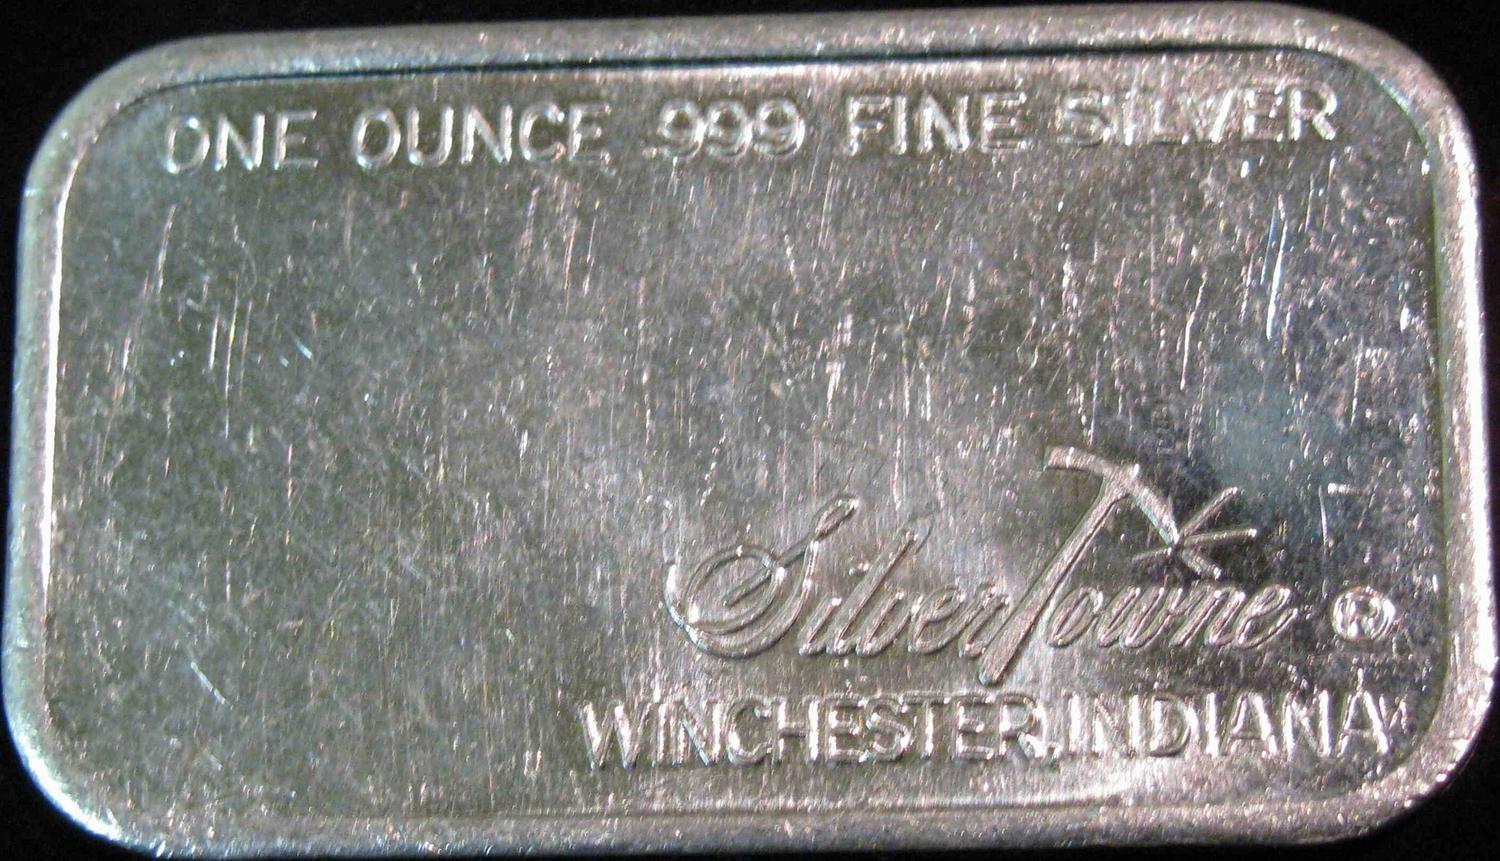 ONE OUNCE .999 FINE SILVER
SilverTowne ®
WINCHESTER, INDIANA